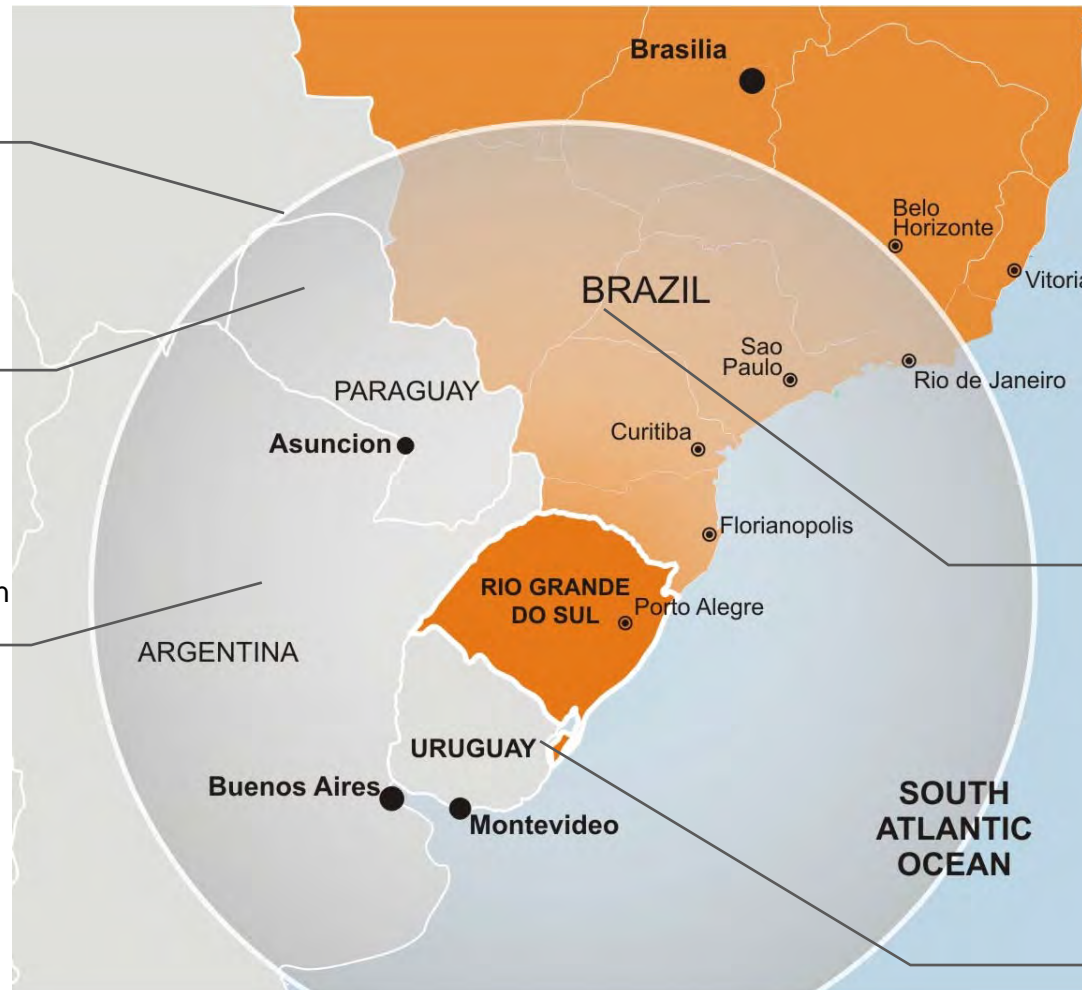 Brasilia
Belo
Horizonte
Vitoria
BRAZIL
Sao
Paulo
Rio de Janeiro
PARAGUAY
Asuncion
Curitiba
Florianopolis
RIO GRANDE
DO SUL
Porto Alegre
ARGENTINA
URUGUAY
Buenos Aires
Montevideo
SOUTH
ATLANTIC
OCEAN